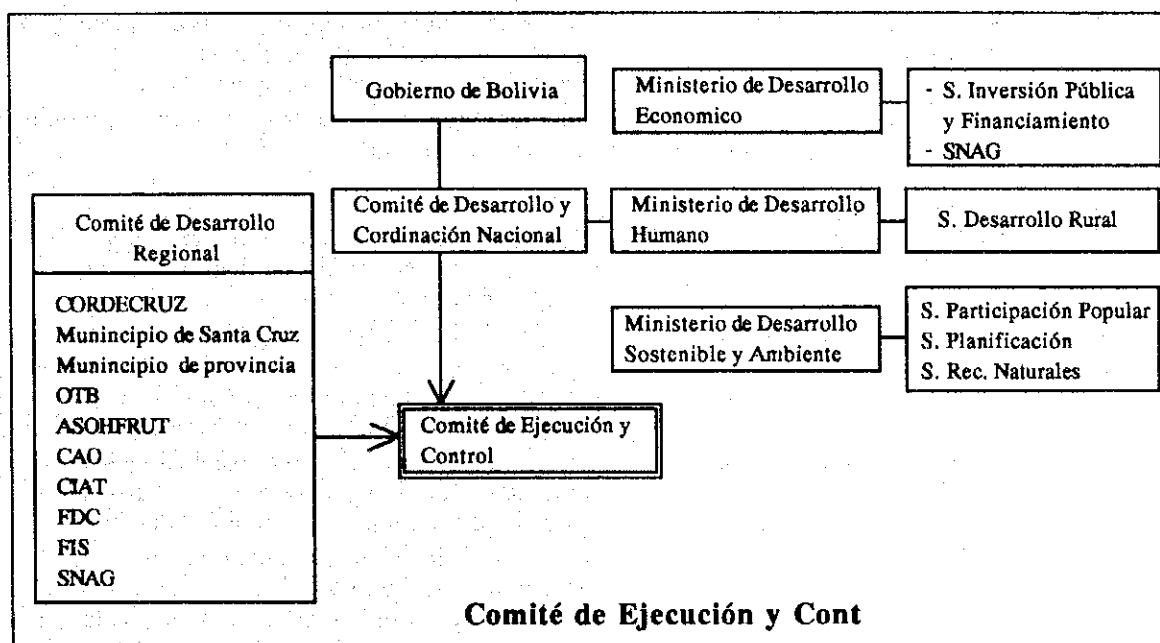 Gobierno de Bolivia
Ministerio de Desarrollo
Economico
- S. Inversión Pública
y Financiamiento
- SNAG
Comité de Desarrollo y
Cordinación Nacional
Ministerio de Desarrollo
Humano
S. Desarrollo Rural
Comité de Desarrollo
Regional
CORDECRUZ
Munincipio de Santa Cruz
Munincipio de provincia
OTB
ASOHFRUT
CAO
CIAT
FDC
FIS
SNAG
Ministerio de Desarrollo
Sostenible y Ambiente
S. Participación Popular
S. Planificación
S. Rec. Naturales
Comité de Ejecución y
Control
Comité de Ejecución y Cont